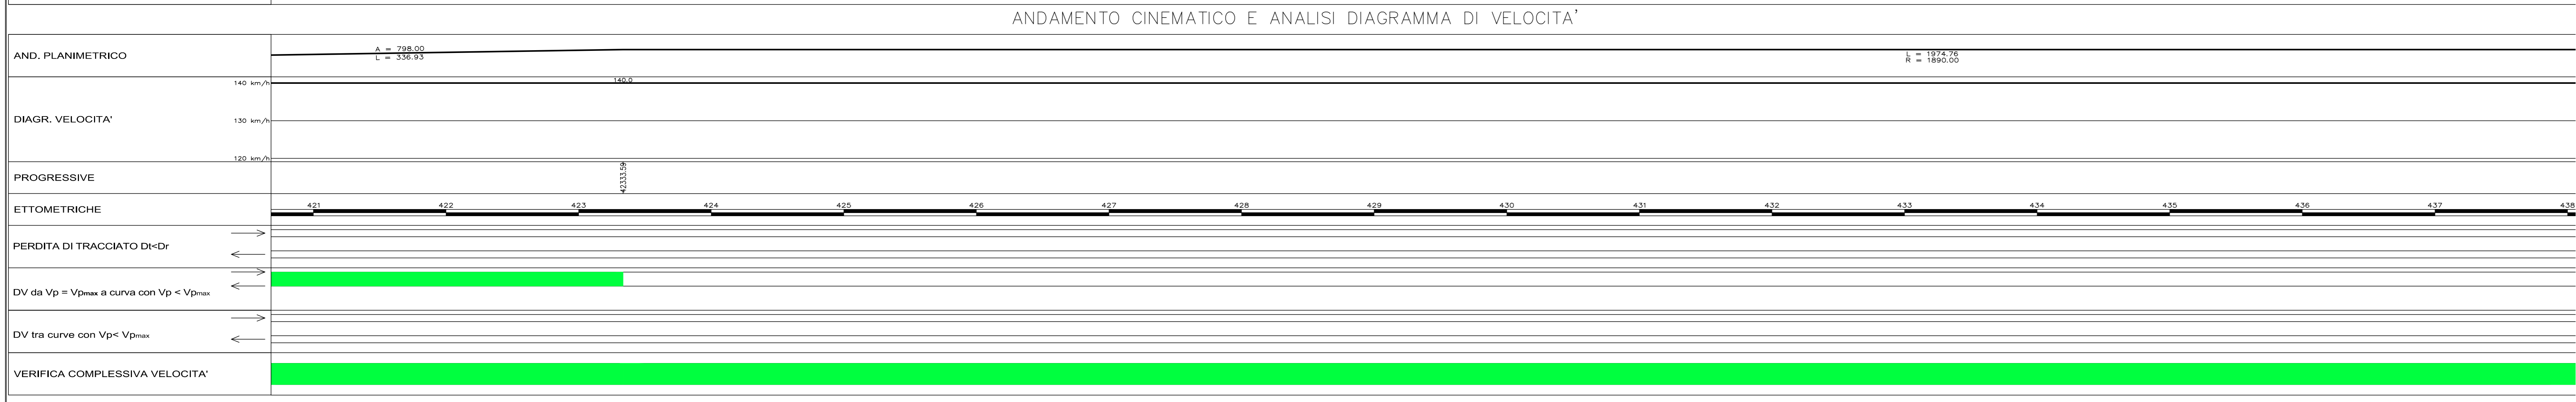 ANDAMENTO CINEMATICO E ANALISI DIAGRAMMA DI VELOCITA'
AND. PLANIMETRICO
A = 798.00
L = 336.93
L = 1974.76
R = 1890.00
DIAGR. VELOCITA'
140 km/h
140.0
130 km/h
120 km/h
PROGRESSIVE
42333.59
ETTOMETRICHE
421 422 423 424 425 426 427 428 429 430 431 432 433 434 435 436 437 438
PERDITA DI TRACCIATO Dt<Dr
DV da Vp = Vpmax a curva con Vp < Vpmax
DV tra curve con Vp< Vpmax
VERIFICA COMPLESSIVA VELOCITA'